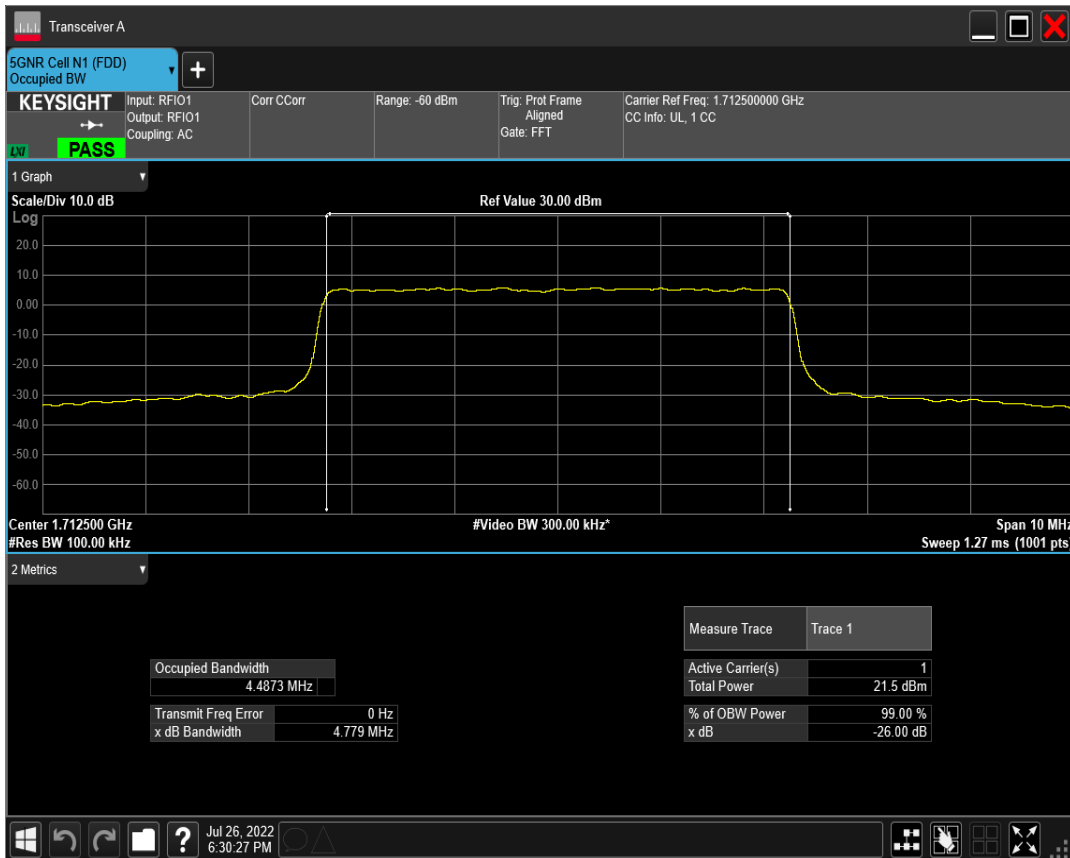 Transceiver A
5GNR Cell N1 (FDD)
Occupied BW
+
KEYSIGHT
LXI
PASS
Input: RFIO1
Output: RFIO1
Coupling: AC
Corr CCorr
Range: -60 dBm
Trig: Prot Frame
Aligned
Gate: FFT
Carrier Ref Freq: 1.712500000 GHz
CC Info: UL, 1 CC
1 Graph
Scale/Div 10.0 dB
Ref Value 30.00 dBm
Log
20.0
10.0
0.00
-10.0
-20.0
-30.0
-40.0
-50.0
-60.0
Center 1.712500 GHz
#Video BW 300.00 kHz*
Span 10 MHz
#Res BW 100.00 kHz
Sweep 1.27 ms (1001 pts)
2 Metrics
Measure Trace Trace 1
Occupied Bandwidth
4.4873 MHz
Active Carrier(s) 1
Total Power 21.5 dBm
Transmit Freq Error 0 Hz
x dB Bandwidth 4.779 MHz
% of OBW Power 99.00 %
x dB -26.00 dB
?
Jul 26, 2022
6:30:27 PM